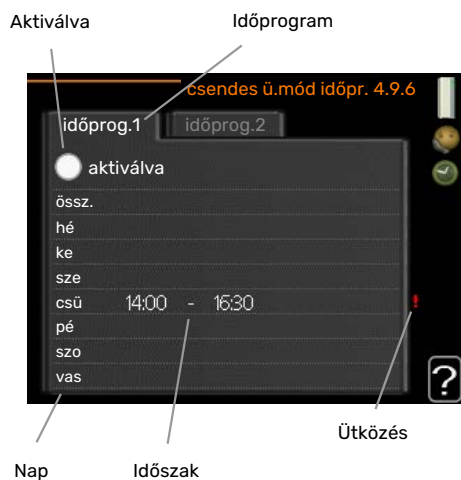 Aktiválva
Időprogram
csendes ü.mód időpr. 4.9.6
időprog.1
időprog.2
aktiválva
össz.
hé
ke
sze
csü 14:00 - 16:30 !
pé
szo
vas
?
Ütközés
Nap
Időszak